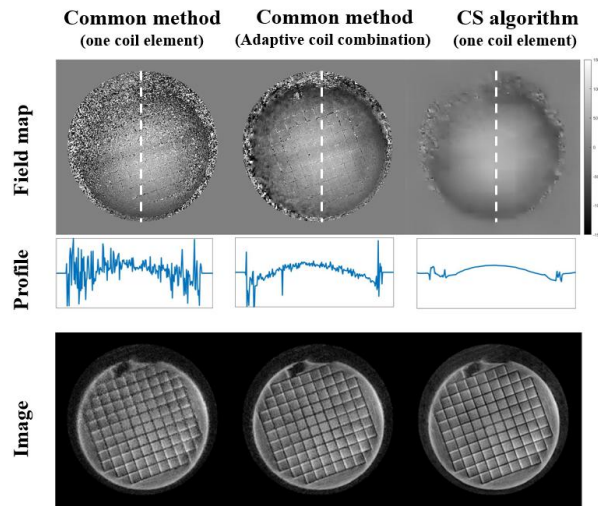 Common method
(one coil element)
Common method
(Adaptive coil combination)
CS algorithm
(one coil element)
Field map
Profile
Image